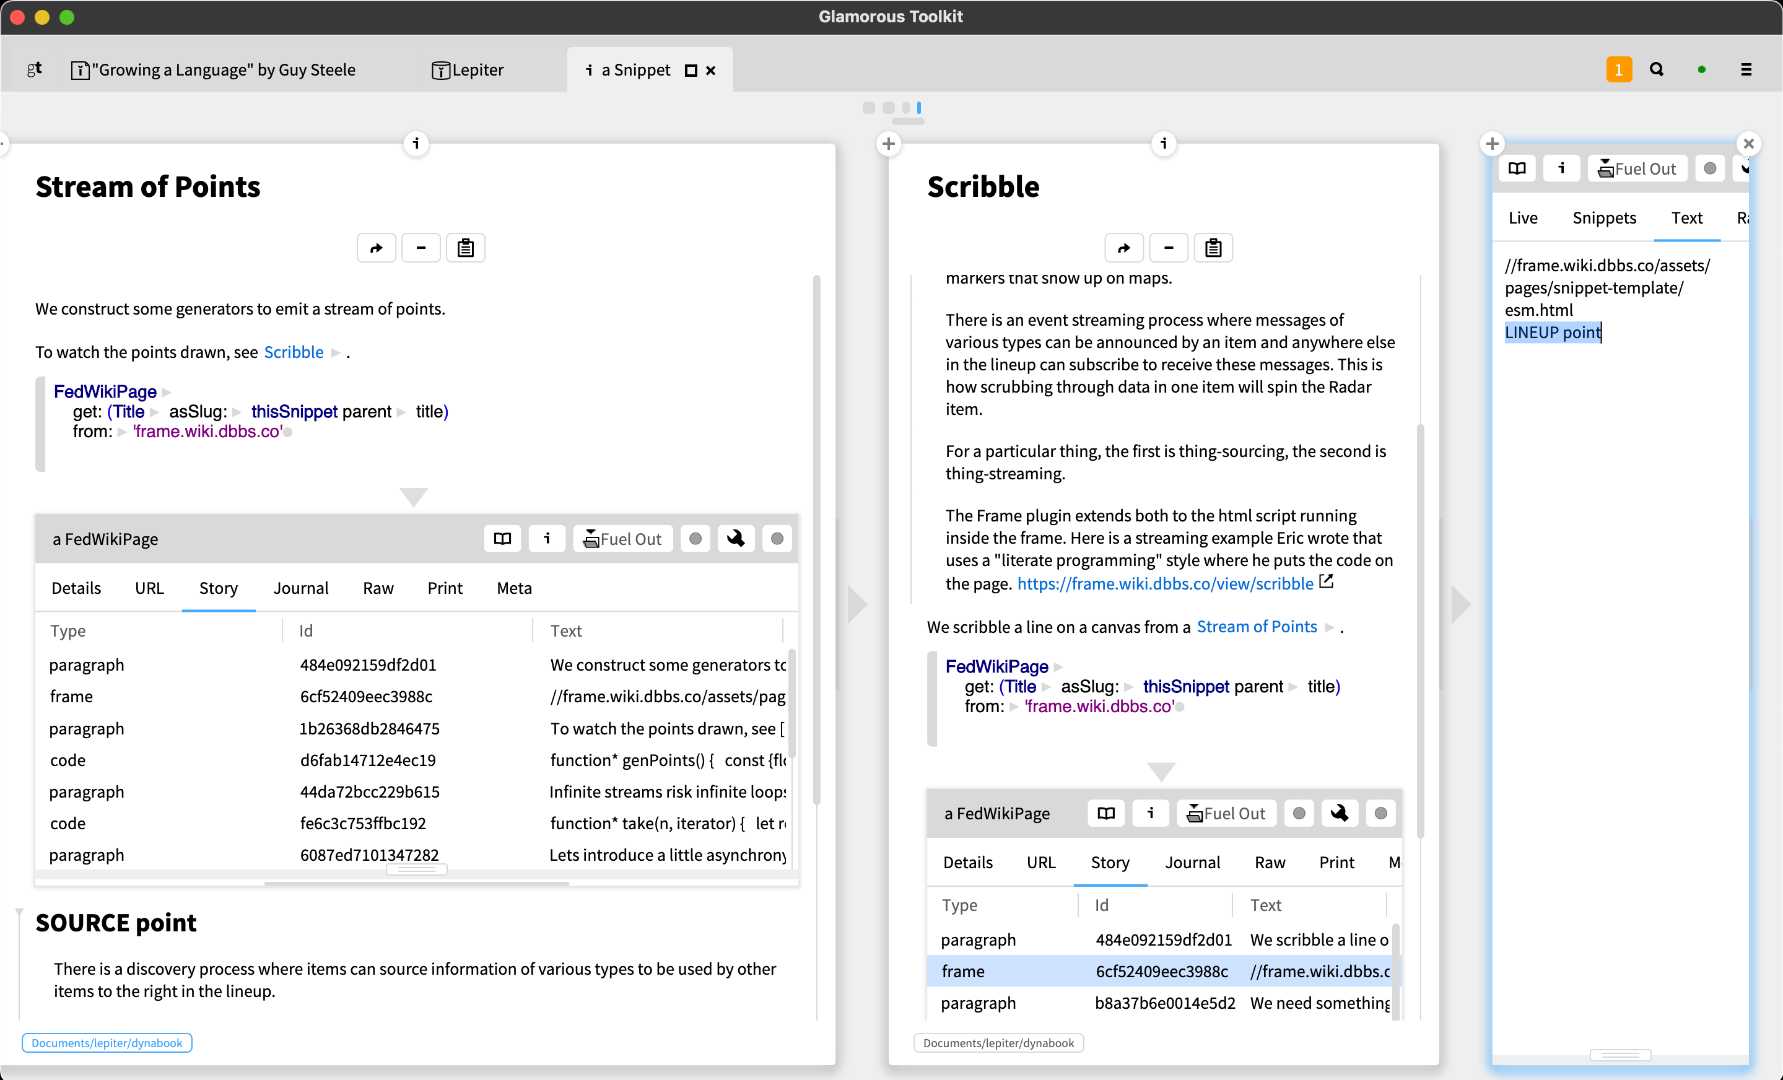 Glamorous Toolkit
gt
"Growing a Language" by Guy Steele
Lepiter
i a Snippet
1
Stream of Points
We construct some generators to emit a stream of points.
To watch the points drawn, see Scribble .
FedWikiPage
get: (Title asSlug: thisSnippet parent title)
from: 'frame.wiki.dbbs.co'
a FedWikiPage
i
Fuel Out
Details URL Story Journal Raw Print Meta
Type Id Text
paragraph 484e092159df2d01 We construct some generators to
frame 6cf52409eec3988c //frame.wiki.dbbs.co/assets/pag
paragraph 1b26368db2846475 To watch the points drawn, see [
code d6fab14712e4ec19 function* genPoints() { const {flo
paragraph 44da72bcc229b615 Infinite streams risk infinite loops
code fe6c3c753ffbc192 function* take(n, iterator) { let re
paragraph 6087ed7101347282 Lets introduce a little asynchrony
SOURCE point
There is a discovery process where items can source information of various types to be used by other
items to the right in the lineup.
Documents/lepiter/dynabook
i
Scribble
markers that show up on maps.
There is an event streaming process where messages of
various types can be announced by an item and anywhere else
in the lineup can subscribe to receive these messages. This is
how scrubbing through data in one item will spin the Radar
item.
For a particular thing, the first is thing-sourcing, the second is
thing-streaming.
The Frame plugin extends both to the html script running
inside the frame. Here is a streaming example Eric wrote that
uses a "literate programming" style where he puts the code on
the page. https://frame.wiki.dbbs.co/view/scribble
We scribble a line on a canvas from a Stream of Points .
FedWikiPage
get: (Title asSlug: thisSnippet parent title)
from: 'frame.wiki.dbbs.co'
a FedWikiPage
i
Fuel Out
Details URL Story Journal Raw Print M
Type Id Text
paragraph 484e092159df2d01 We scribble a line o
frame 6cf52409eec3988c //frame.wiki.dbbs.c
paragraph b8a37b6e0014e5d2 We need something
Documents/lepiter/dynabook
i
Fuel Out
Live Snippets Text Ra
//frame.wiki.dbbs.co/assets/
pages/snippet-template/
esm.html
LINEUP point